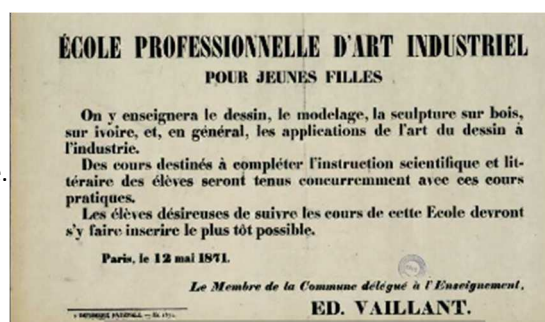 ÉCOLE PROFESSIONNELLE D'ART INDUSTRIEL
POUR JEUNES FILLES
On y enseignera le dessin, le modelage, la sculpture sur bois,
sur ivoire, et, en général, les applications de l'art du dessin à
l'industrie.
Des cours destinés à compléter l'instruction scientifique et lit-
téraire des élèves seront tenus concurremment avec ces cours
pratiques.
Les élèves désireuses de suivre les cours de cette Ecole devront
s'y faire inscrire le plus tôt possible.
Paris, le 12 mai 1871.
Le Membre de la Commune délégué à l'Enseignement,
ED. VAILLANT.